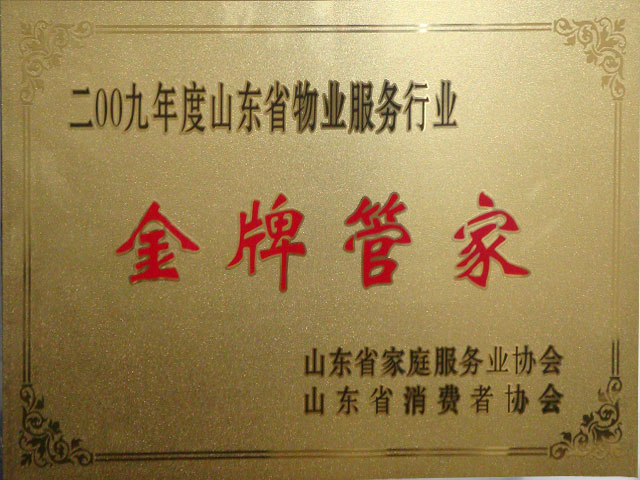 二00九年度山东省物业服务行业
金牌管家
山东省家庭服务业协会
山东省消费者协会